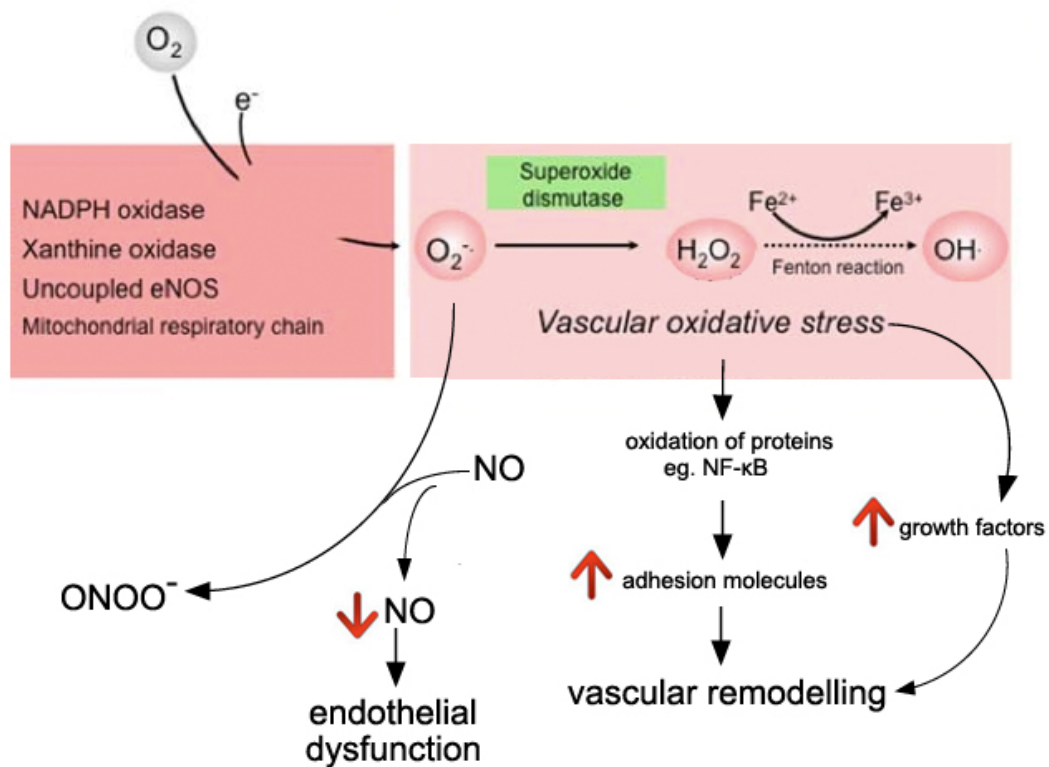 O₂
e⁻
Superoxide
dismutase
NADPH oxidase
Xanthine oxidase
Uncoupled eNOS
Mitochondrial respiratory chain
O₂⁻·
H₂O₂
Fe²⁺
Fe³⁺
Fenton reaction
OH·
Vascular oxidative stress
oxidation of proteins
eg. NF-κB
NO
growth factors
adhesion molecules
ONOO⁻
NO
vascular remodelling
endothelial
dysfunction